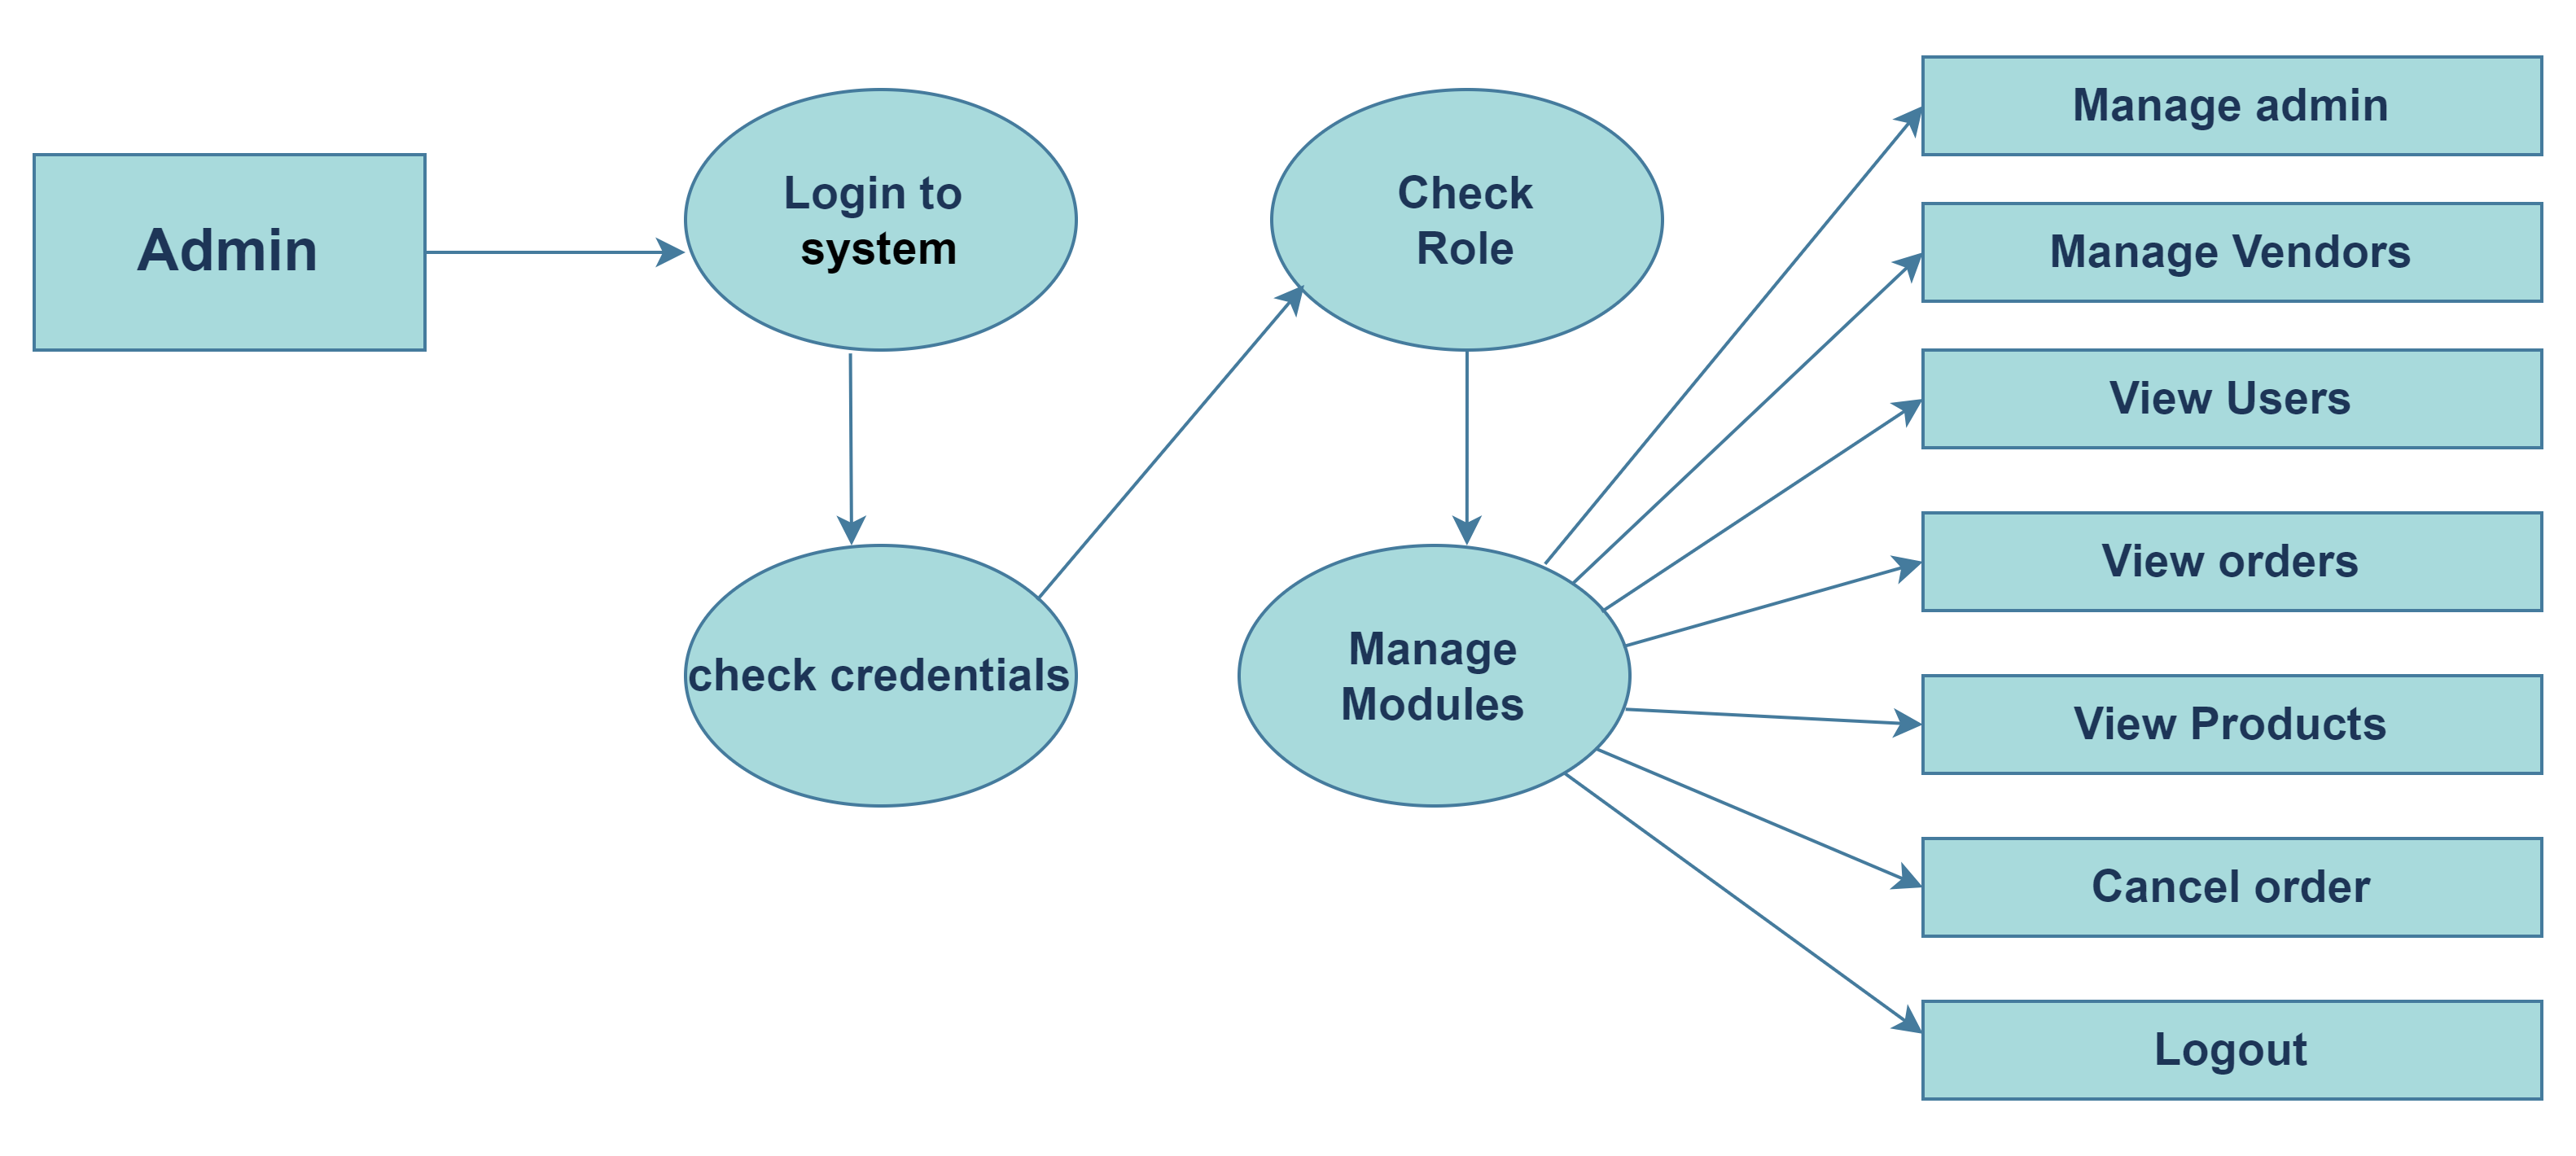 Admin
Login to
system
check credentials
Check
Role
Manage
Modules
Manage admin
Manage Vendors
View Users
View orders
View Products
Cancel order
Logout